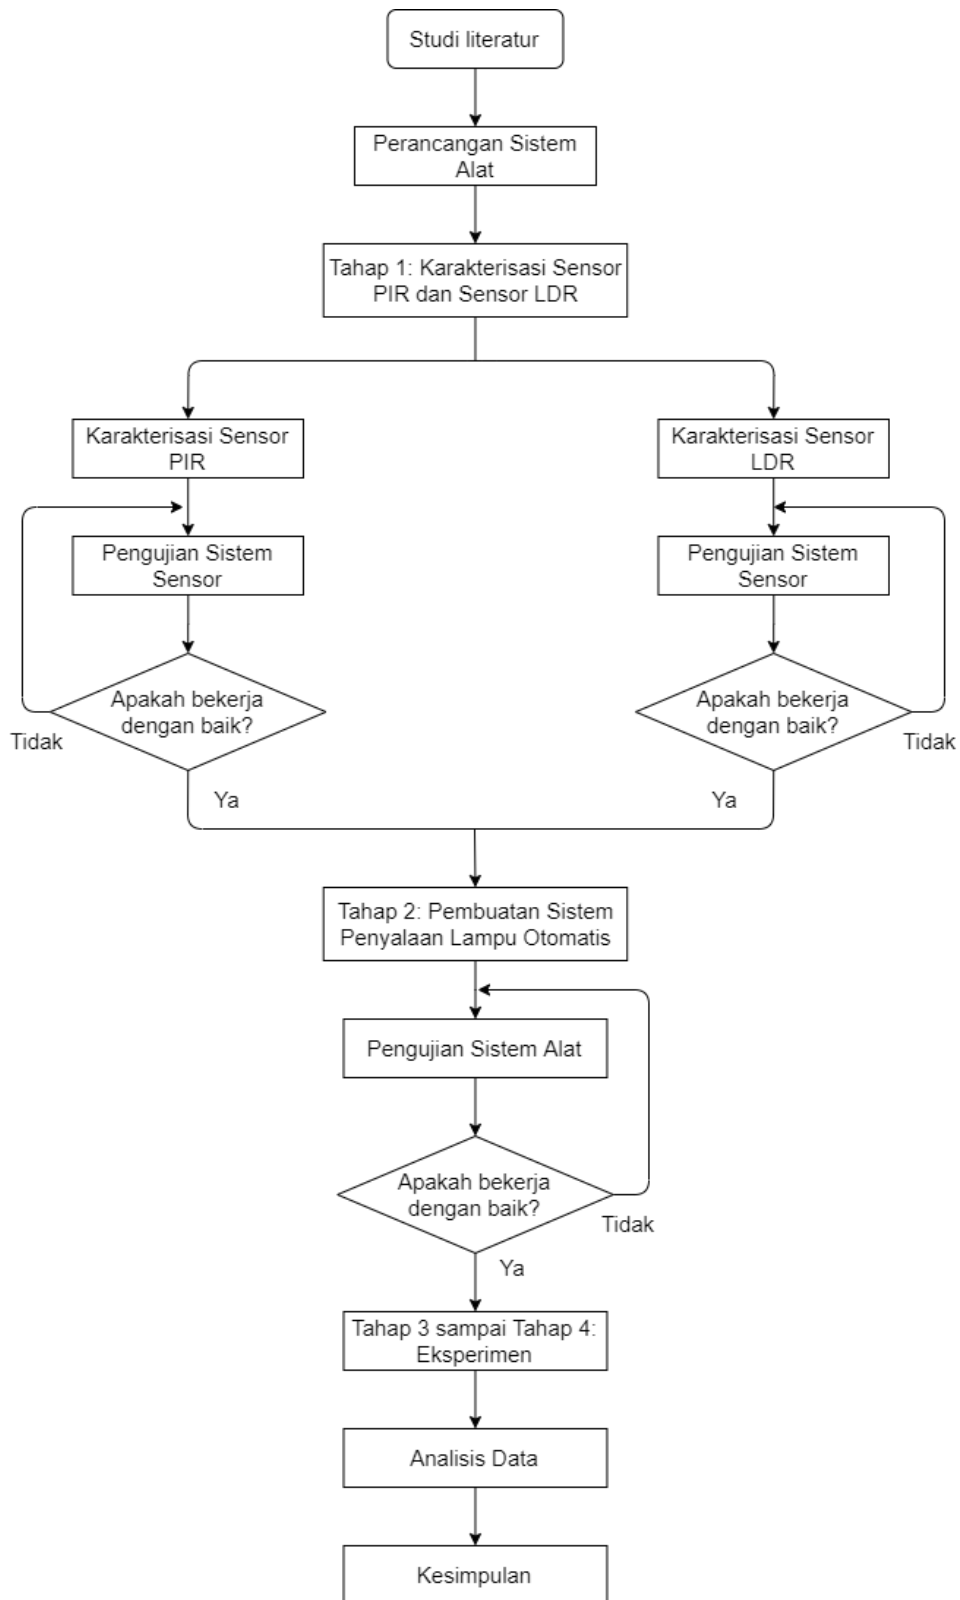 Studi literatur
Perancangan Sistem
Alat
Tahap 1: Karakterisasi Sensor
PIR dan Sensor LDR
Karakterisasi Sensor
PIR
Karakterisasi Sensor
LDR
Pengujian Sistem
Sensor
Pengujian Sistem
Sensor
Apakah bekerja
dengan baik?
Apakah bekerja
dengan baik?
Tidak
Tidak
Ya
Ya
Tahap 2: Pembuatan Sistem
Penyalaan Lampu Otomatis
Pengujian Sistem Alat
Apakah bekerja
dengan baik?
Tidak
Ya
Tahap 3 sampai Tahap 4:
Eksperimen
Analisis Data
Kesimpulan